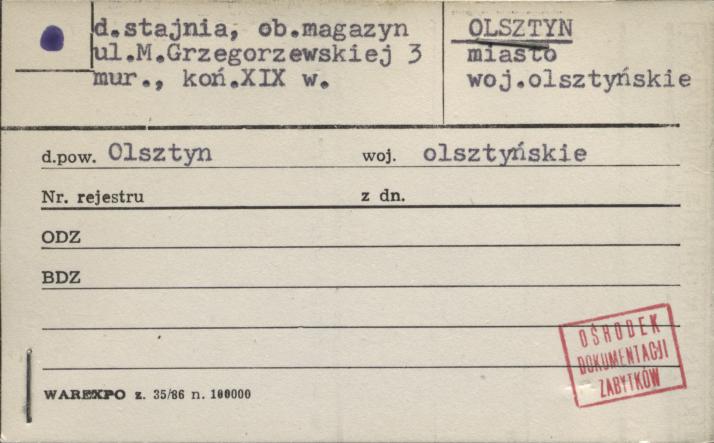 d.stajnia, ob.magazyn
ul.M.Grzegorzewskiej 3
mur., koń.XIX w.
OLSZTYN
miasto
woj.olsztyńskie
d.pow. Olsztyn woj. olsztyńskie
Nr. rejestru z dn.
ODZ
BDZ
OŚRODEK
DOKUMENTACJI
ZABYTKÓW
WAREXPO z. 35/86 n. 100000